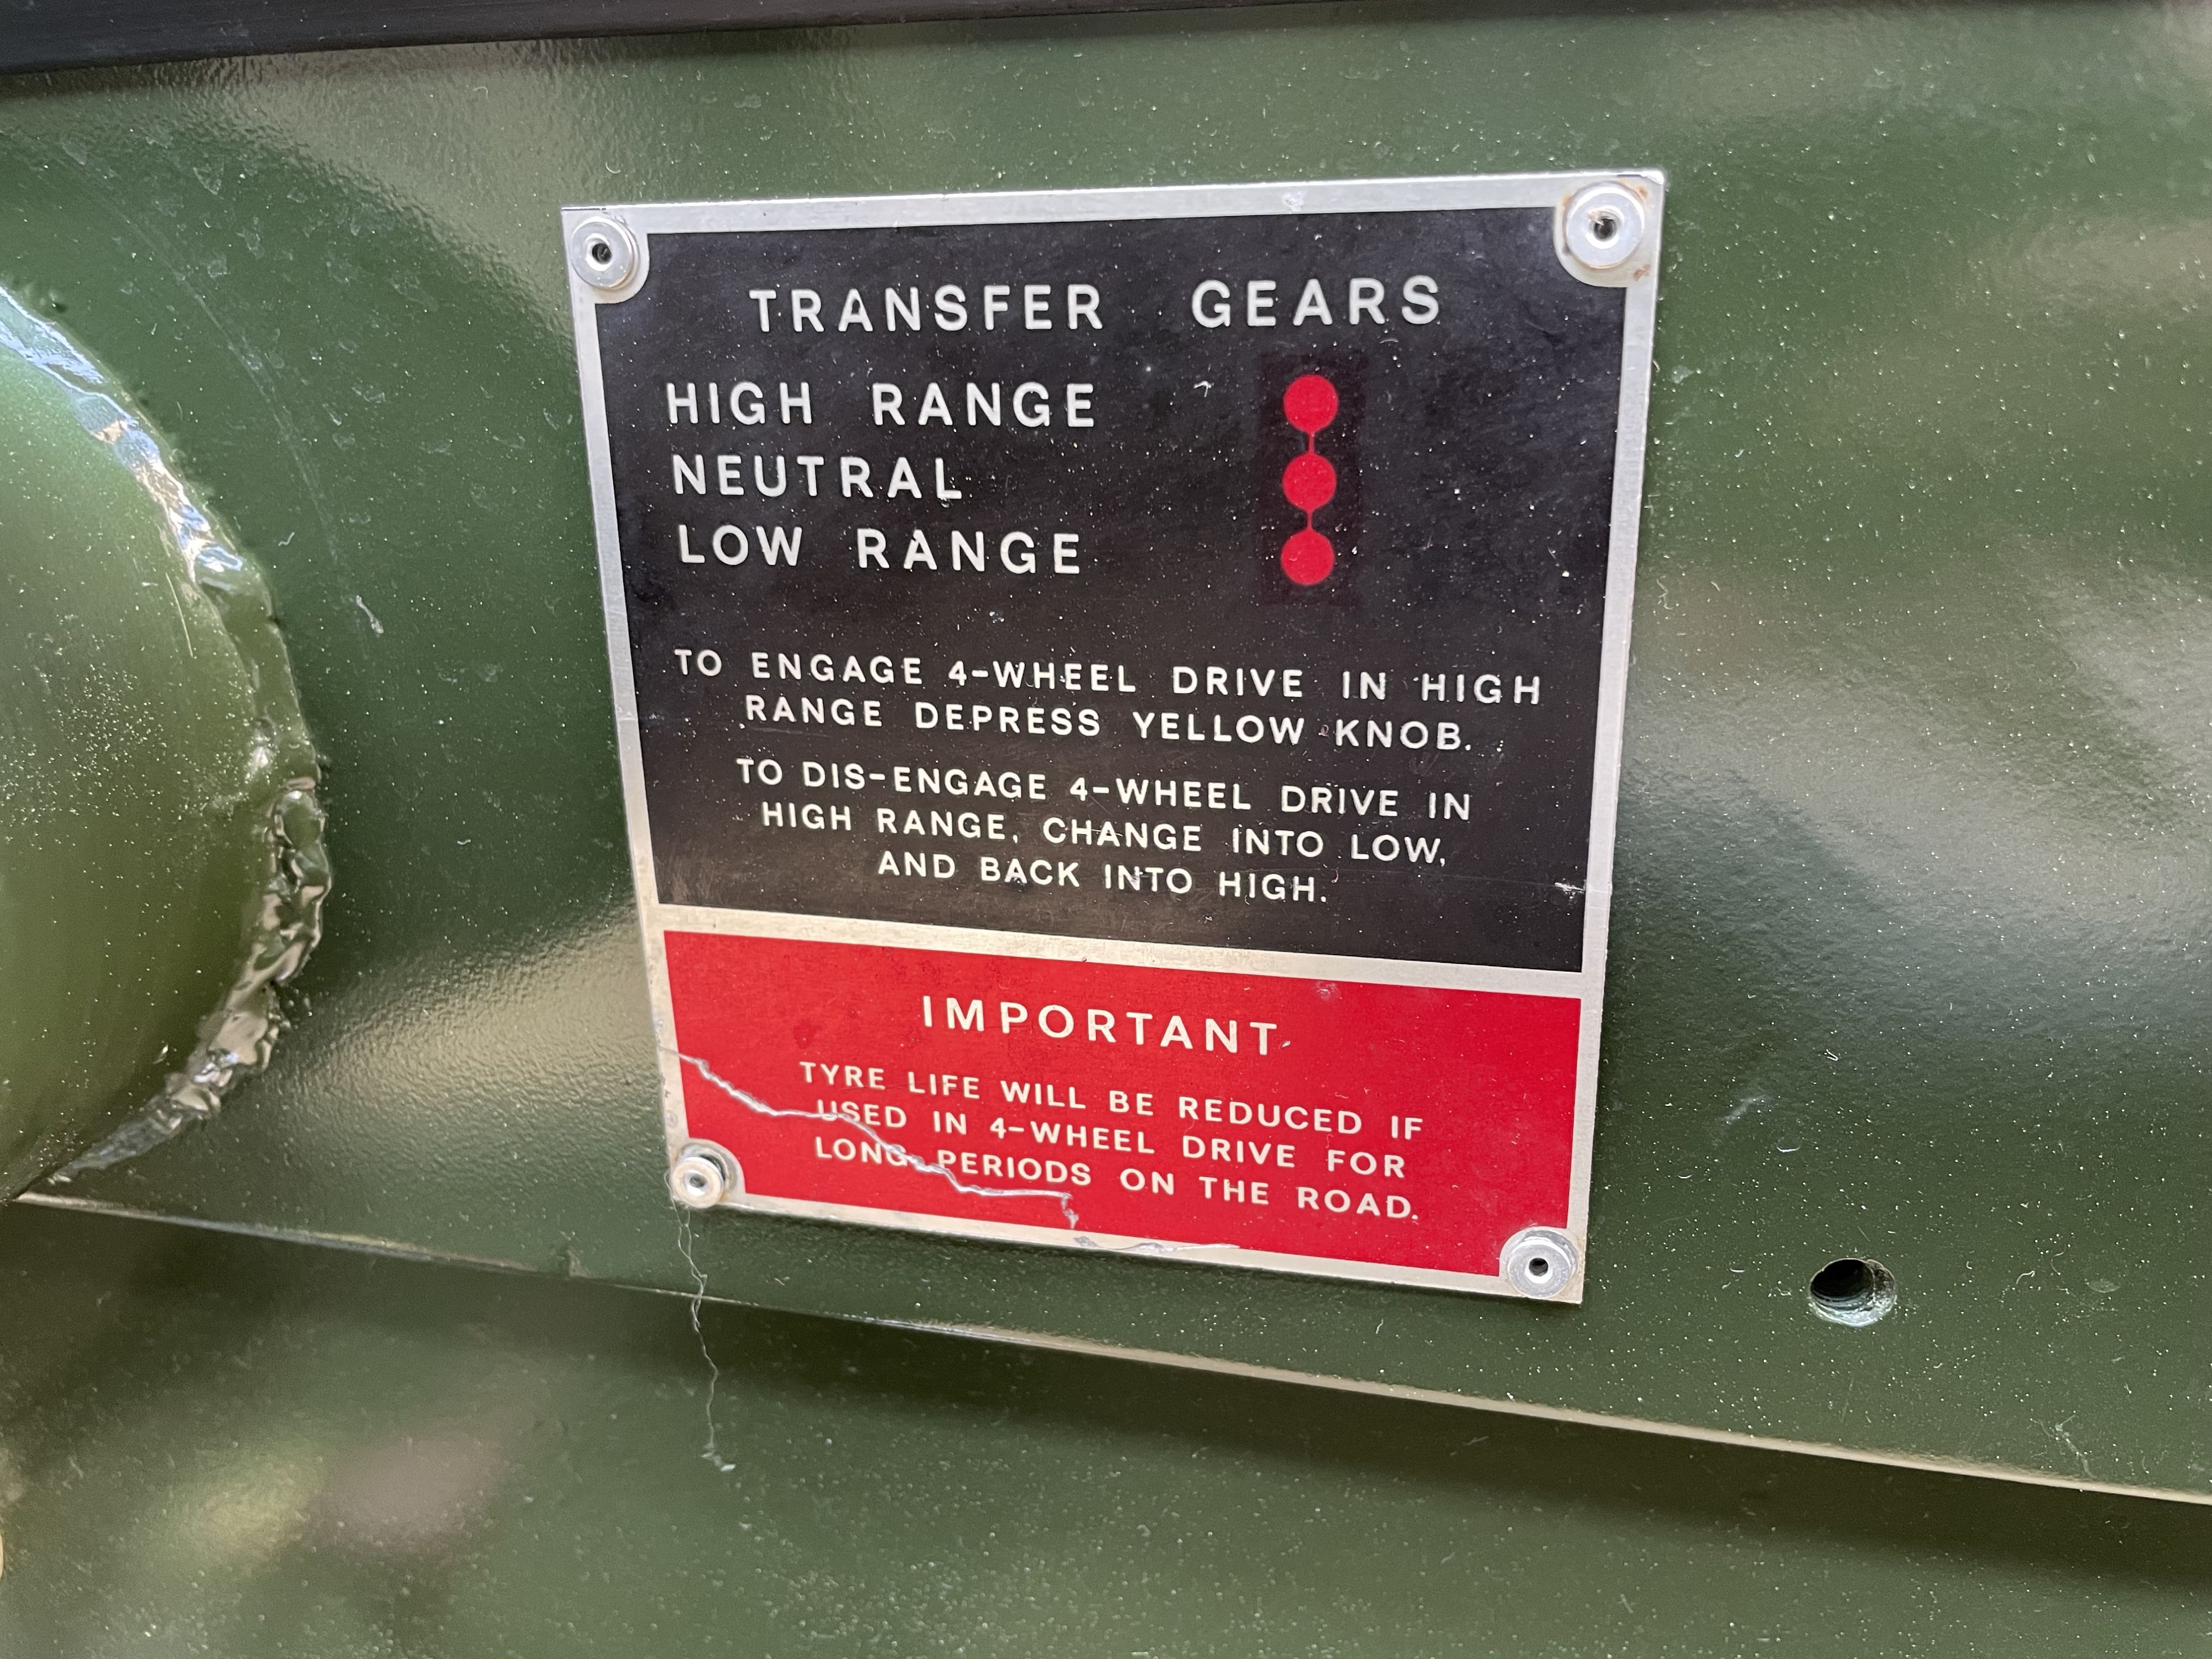 TRANSFER GEARS
HIGH RANGE
NEUTRAL
LOW RANGE
TO ENGAGE 4-WHEEL DRIVE IN HIGH
RANGE DEPRESS YELLOW KNOB.
TO DIS-ENGAGE 4-WHEEL DRIVE IN
HIGH RANGE, CHANGE INTO LOW,
AND BACK INTO HIGH.
IMPORTANT
TYRE LIFE WILL BE REDUCED IF
USED IN 4-WHEEL DRIVE FOR
LONG PERIODS ON THE ROAD.